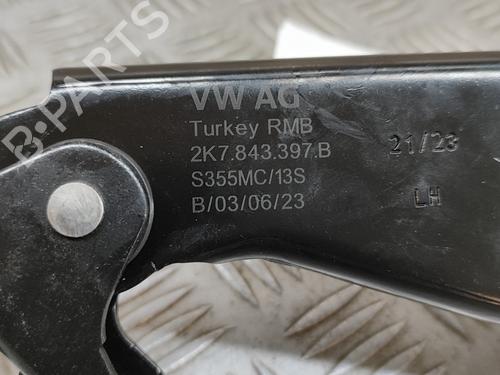 B-PARTS
VW AG
Turkey RMB
2K7.843.397.B
S355MC/13S
B/03/06/23
21/23
LH